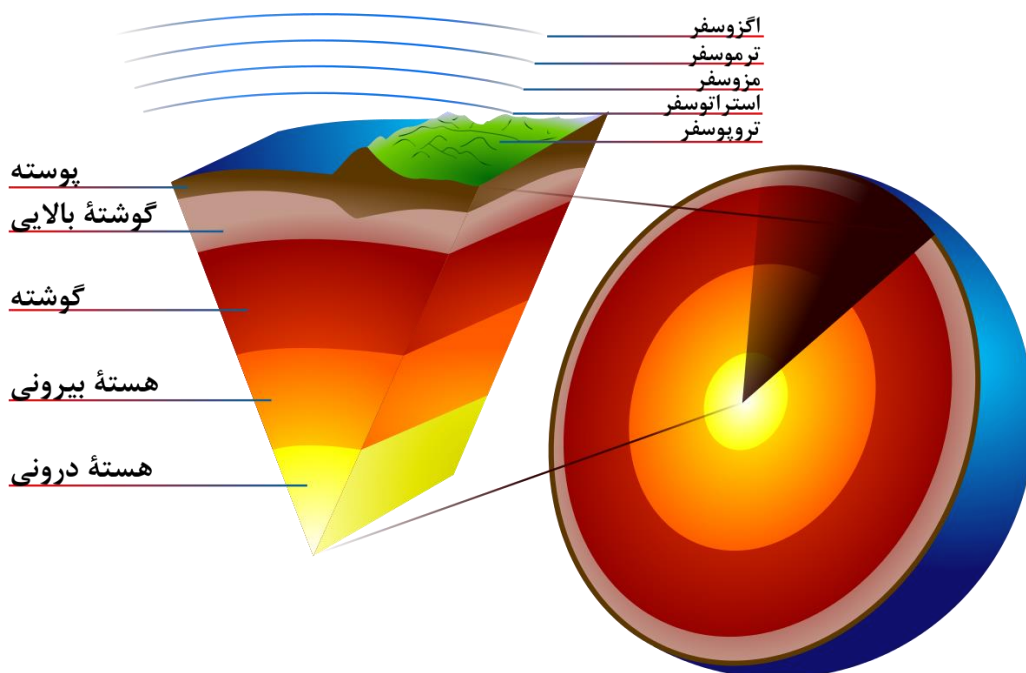 اگزوسفر
ترموسفر
مزوسفر
استراتوسفر
تروپوسفر
پوسته
گوشتهٔ بالایی
گوشته
هستهٔ بیرونی
هستهٔ درونی